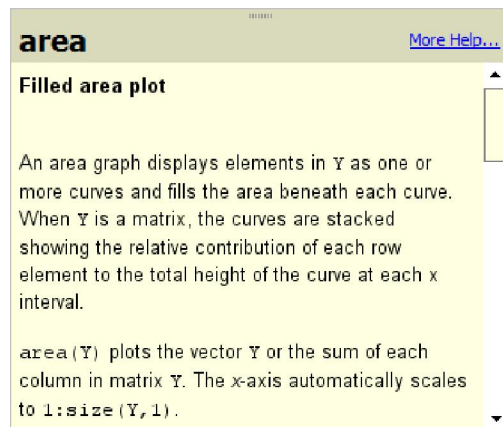 area
More Help...
Filled area plot
An area graph displays elements in Y as one or
more curves and fills the area beneath each curve.
When Y is a matrix, the curves are stacked
showing the relative contribution of each row
element to the total height of the curve at each x
interval.
area(Y) plots the vector Y or the sum of each
column in matrix Y. The x-axis automatically scales
to 1:size(Y,1).